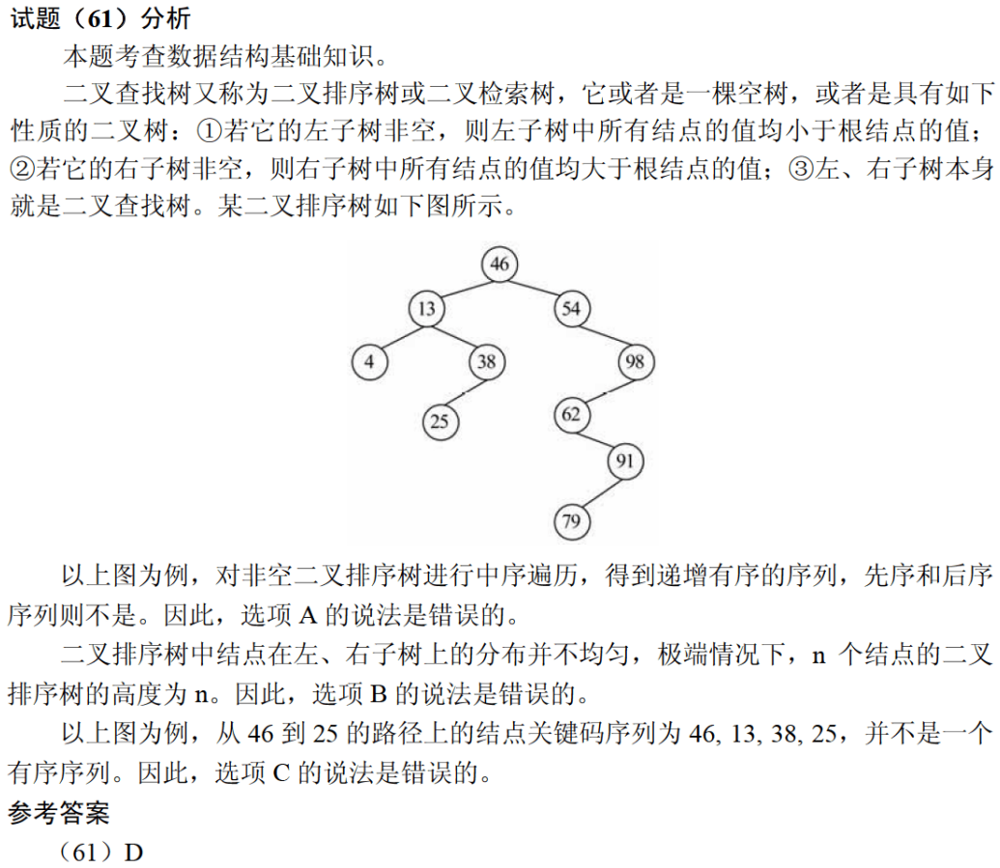 试题（61）分析
本题考查数据结构基础知识。
二叉查找树又称为二叉排序树或二叉检索树，它或者是一棵空树，或者是具有如下
性质的二叉树：①若它的左子树非空，则左子树中所有结点的值均小于根结点的值；
②若它的右子树非空，则右子树中所有结点的值均大于根结点的值；③左、右子树本身
就是二叉查找树。某二叉排序树如下图所示。
46
13 54
4 38 98
25 62
91
79
以上图为例，对非空二叉排序树进行中序遍历，得到递增有序的序列，先序和后序
序列则不是。因此，选项 A 的说法是错误的。
二叉排序树中结点在左、右子树上的分布并不均匀，极端情况下，n 个结点的二叉
排序树的高度为 n。因此，选项 B 的说法是错误的。
以上图为例，从 46 到 25 的路径上的结点关键码序列为 46, 13, 38, 25，并不是一个
有序序列。因此，选项 C 的说法是错误的。
参考答案
（61）D